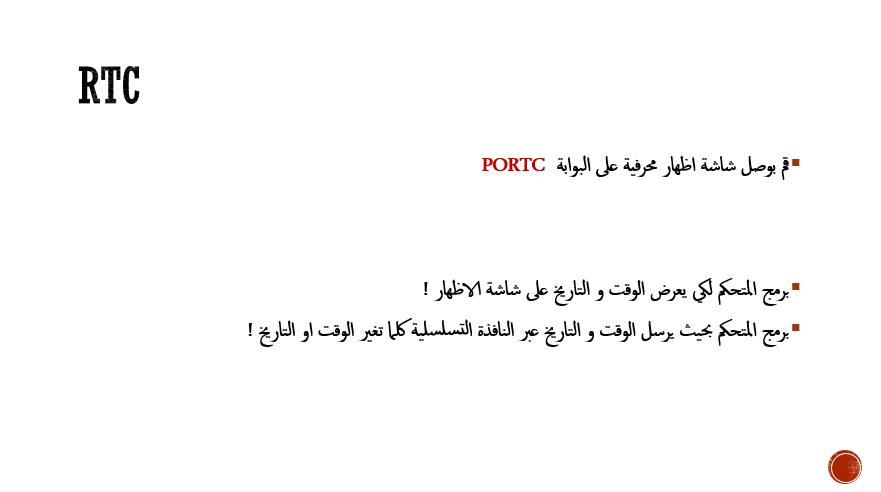 RTC
قم بوصل شاشة اظهار محرفية على البوابة PORTC
برمج المتحكم لكي يعرض الوقت و التاريخ على شاشة الاظهار !
برمج المتحكم بحيث يرسل الوقت و التاريخ عبر النافذة التسلسلية كلما تغير الوقت او التاريخ !